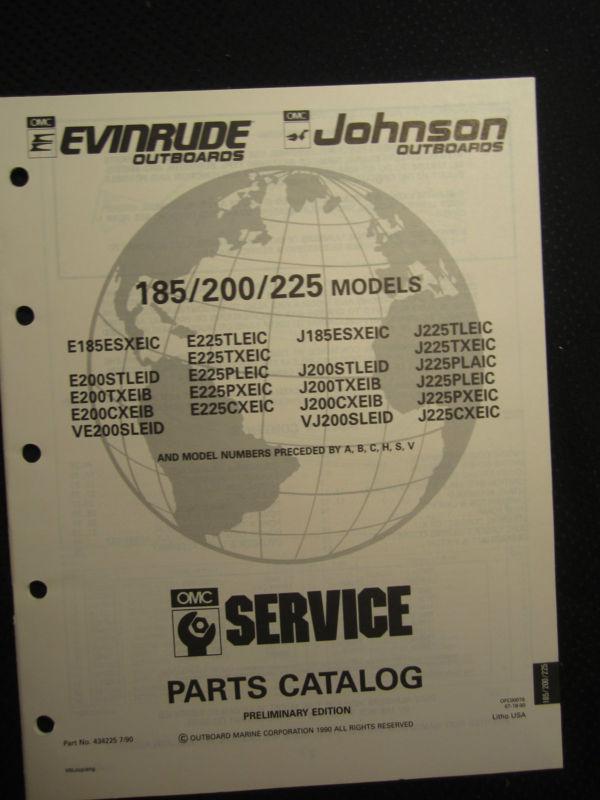 OMC EVINRUDE OUTBOARDS
OMC Johnson OUTBOARDS
185/200/225 MODELS
E185ESXEIC
E200STLEID
E200TXEIB
E200CXEIB
VE200SLEID
E225TLEIC
E225TXEIC
E225PLEIC
E225PXEIC
E225CXEIC
J185ESXEIC
J200STLEID
J200TXEIB
J200CXEIB
VJ200SLEID
J225TLEIC
J225TXEIC
J225PLAIC
J225PLEIC
J225PXEIC
J225CXEIC
AND MODEL NUMBERS PRECEDED BY A, B, C, H, S, V
OMC SERVICE
PARTS CATALOG
PRELIMINARY EDITION
© OUTBOARD MARINE CORPORATION 1990 ALL RIGHTS RESERVED
Part No. 434225 7/90
Litho USA
185/200/225